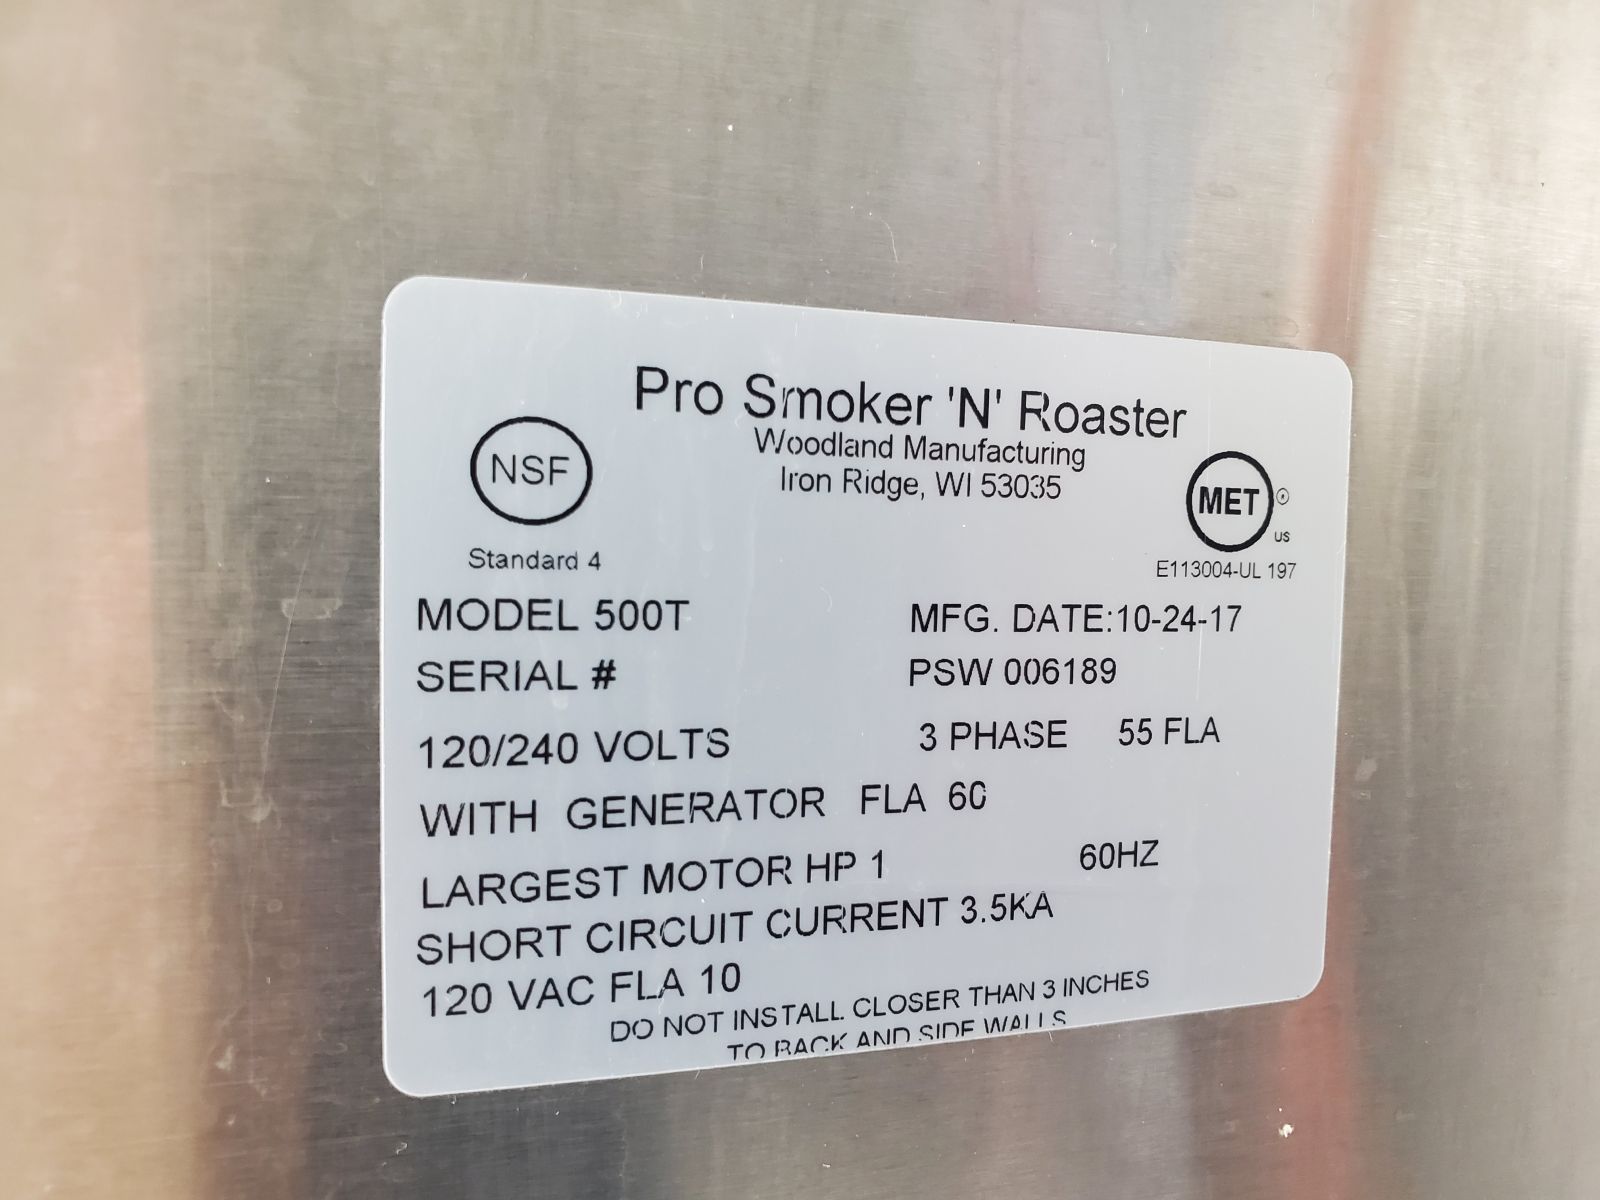 Pro Smoker 'N' Roaster
Woodland Manufacturing
Iron Ridge, WI 53035
NSF
Standard 4
MET ®
US
E113004-UL 197
MODEL 500T MFG. DATE:10-24-17
SERIAL # PSW 006189
120/240 VOLTS 3 PHASE 55 FLA
WITH GENERATOR FLA 60
LARGEST MOTOR HP 1 60HZ
SHORT CIRCUIT CURRENT 3.5KA
120 VAC FLA 10
DO NOT INSTALL CLOSER THAN 3 INCHES
TO BACK AND SIDE WALLS